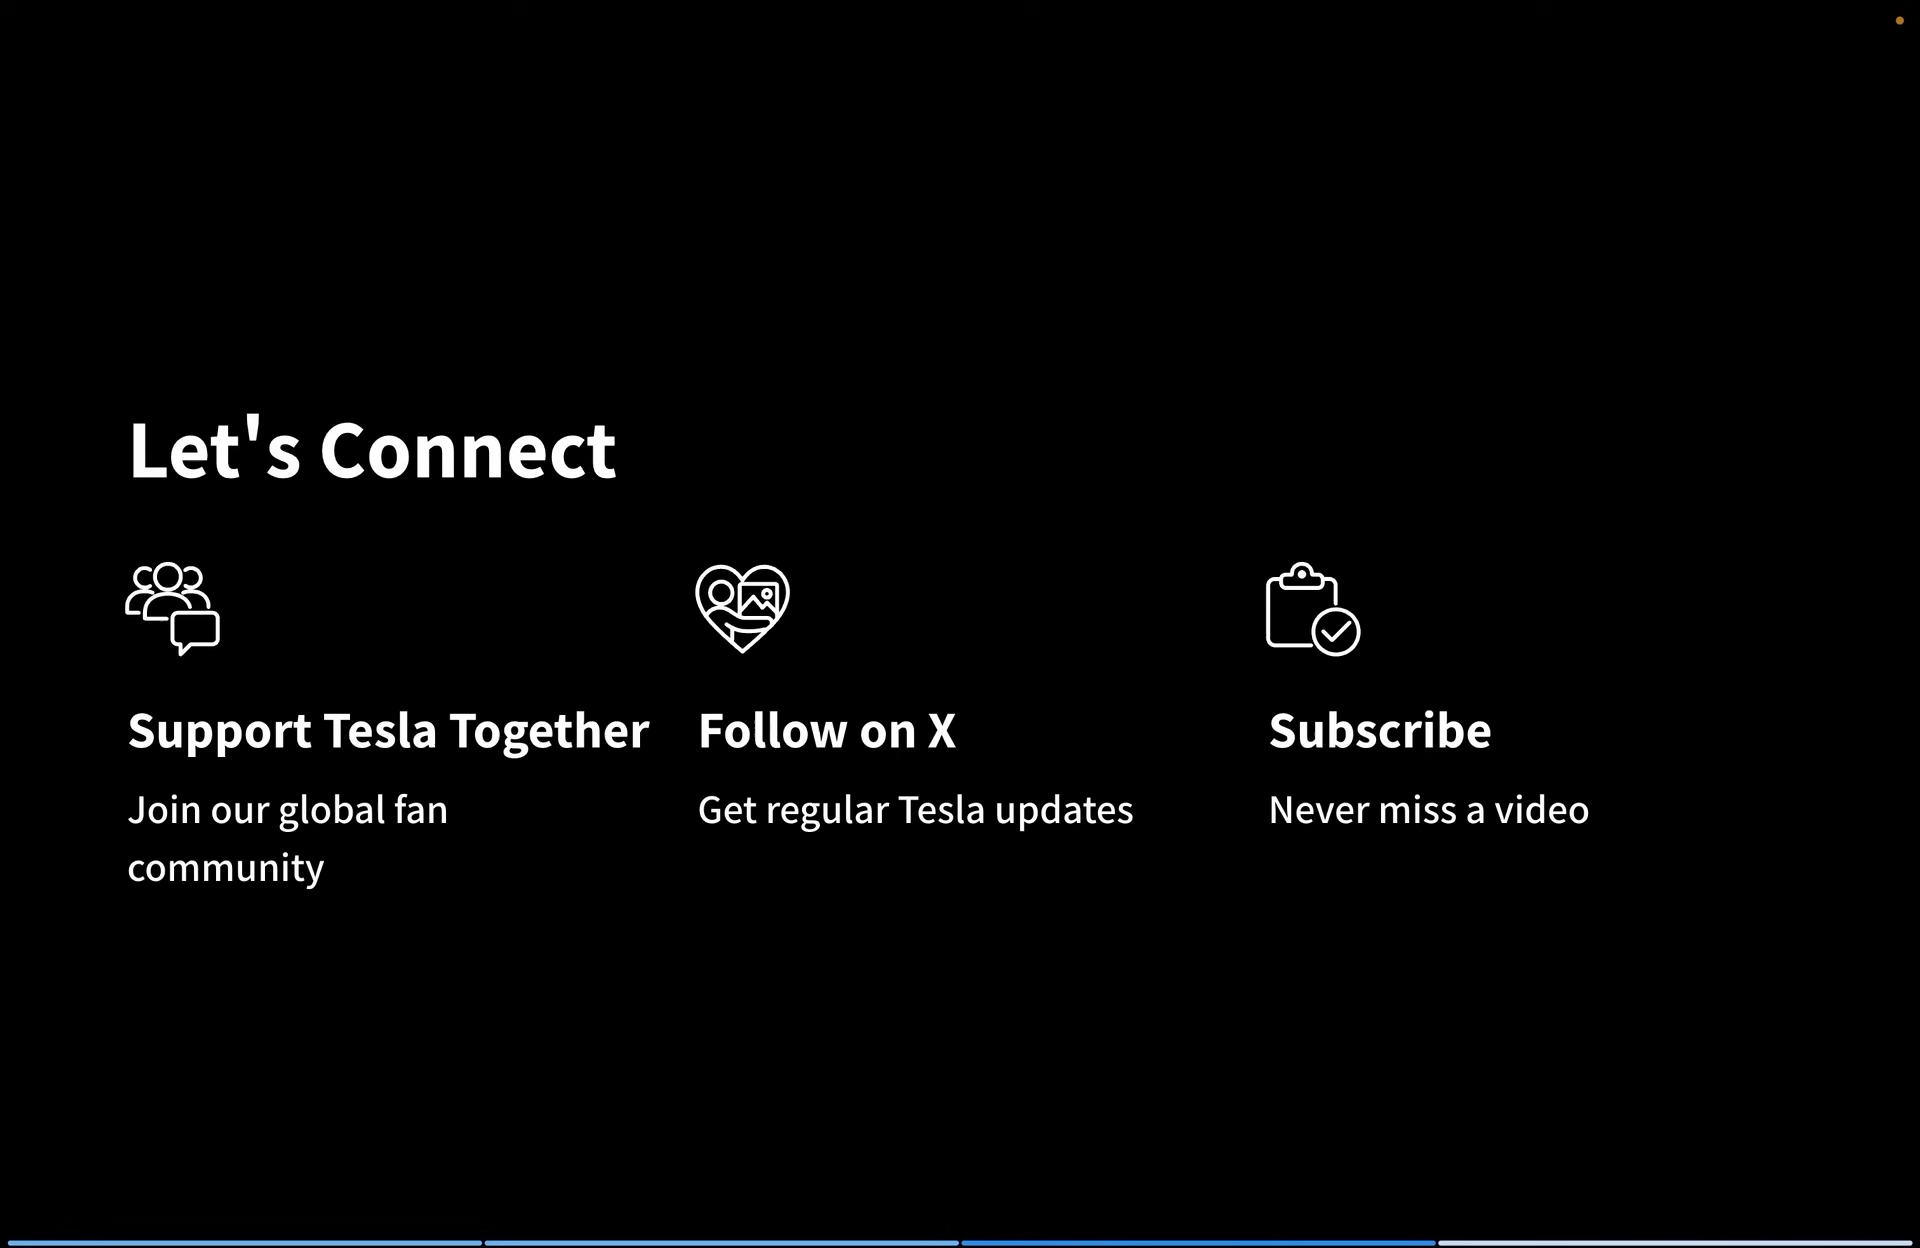 Let's Connect
Support Tesla Together
Join our global fan
community
Follow on X
Get regular Tesla updates
Subscribe
Never miss a video